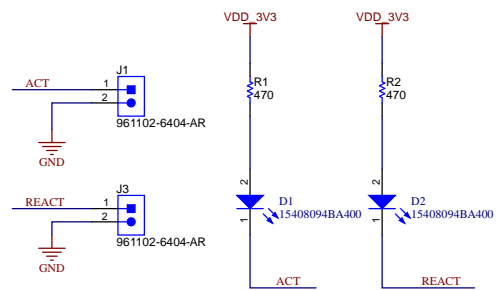 VDD_3V3
VDD_3V3
R1
470
R2
470
J1
ACT
1
2
961102-6404-AR
GND
J3
REACT
1
2
961102-6404-AR
GND
2
D1
15408094BA400
1
2
D2
15408094BA400
1
ACT
REACT